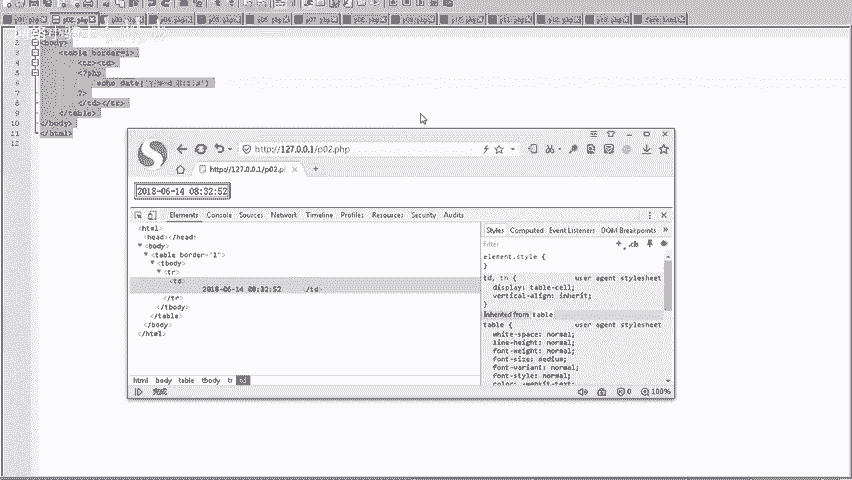 p01.php p02.php p03.php p04.php p05.php p06.php p07.php p08.php p09.php p10.php p11.php p12.php p13.php
2 <body>
3 <table border=1>
4 <tr><td>
5 <?php
6 echo date('Y-m-d H:i:s')
7 ?>
8 </td></tr>
9 </table>
10 </body>
11 </html>
12
http://127.0.0.1/p02.php
http://127.0.0.1/p02.php
2018-06-14 08:32:52
Elements Console Sources Network Timeline Profiles Resources Security Audits
<html>
<head></head>
<body>
<table border="1">
<tbody>
<tr>
<td>
2018-06-14 08:32:52 </td>
</tr>
</tbody>
</table>
</body>
</html>
html body table tbody tr td
Styles Computed Event Listeners DOM Breakpoints »
Filter + .cls
element.style {
}
td, th { user agent stylesheet
display: table-cell;
vertical-align: inherit;
}
Inherited from table
table { user agent stylesheet
white-space: normal;
line-height: normal;
font-weight: normal;
font-size: medium;
font-variant: normal;
font-style: normal;
color: -webkit-text;
完成 0 100%